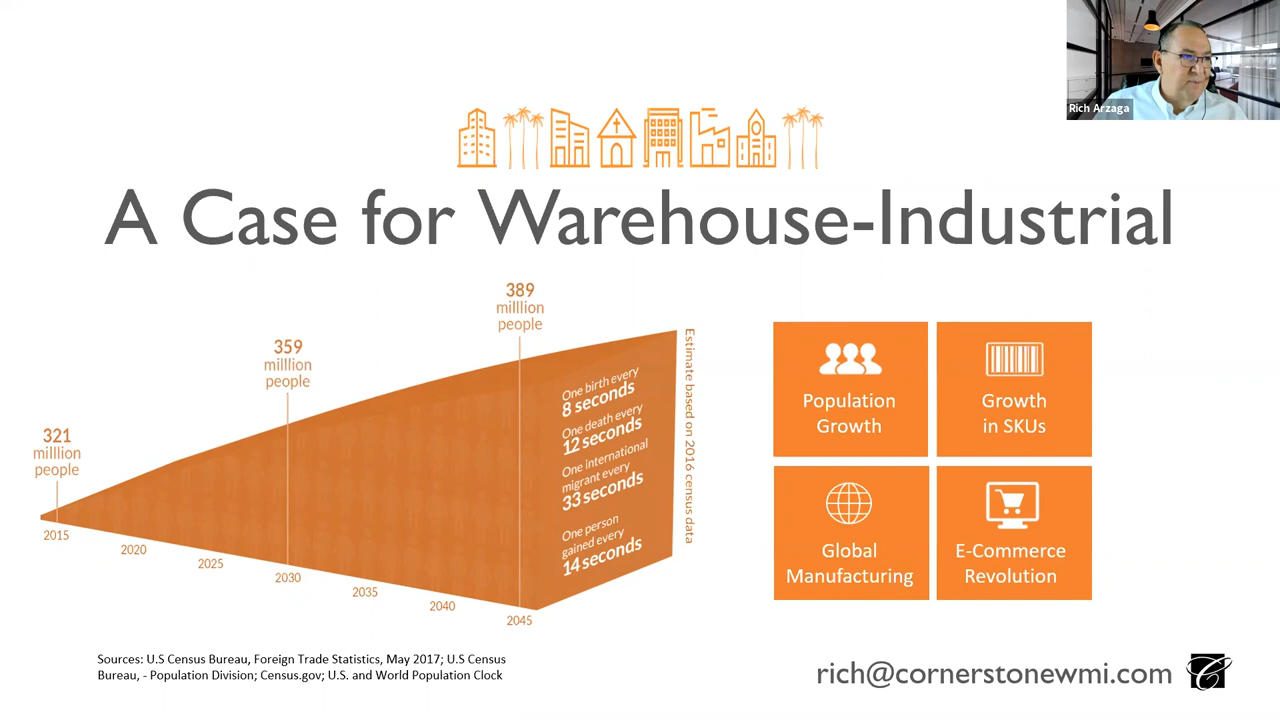 Rich Arzaga
A Case for Warehouse-Industrial
321
milllion
people
359
milllion
people
389
milllion
people
2015
2020
2025
2030
2035
2040
2045
One birth every
8 seconds
One death every
12 seconds
One international
migrant every
33 seconds
One person
gained every
14 seconds
Estimate based on 2016 census data
Population
Growth
Growth
in SKUs
Global
Manufacturing
E-Commerce
Revolution
Sources: U.S Census Bureau, Foreign Trade Statistics, May 2017; U.S Census
Bureau, - Population Division; Census.gov; U.S. and World Population Clock
rich@cornerstonewmi.com